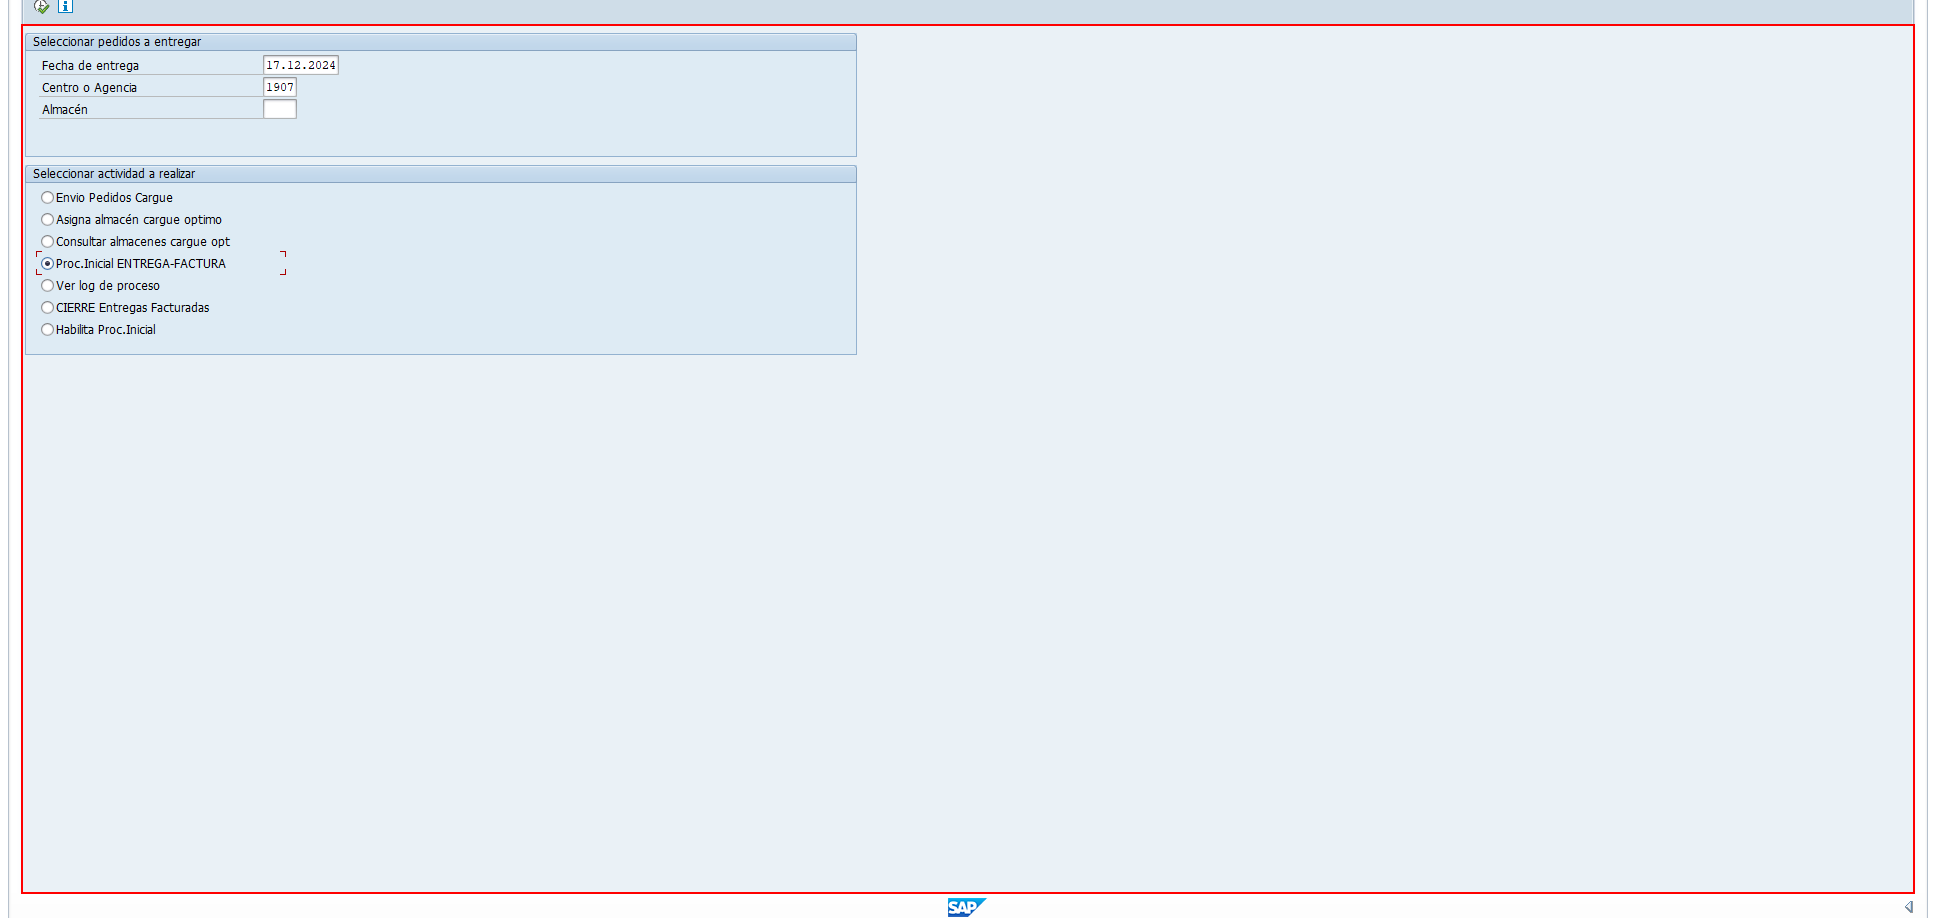 Seleccionar pedidos a entregar
Fecha de entrega 17.12.2024
Centro o Agencia 1907
Almacén
Seleccionar actividad a realizar
Envio Pedidos Cargue
Asigna almacén cargue optimo
Consultar almacenes cargue opt
Proc.Inicial ENTREGA-FACTURA
Ver log de proceso
CIERRE Entregas Facturadas
Habilita Proc.Inicial
SAP